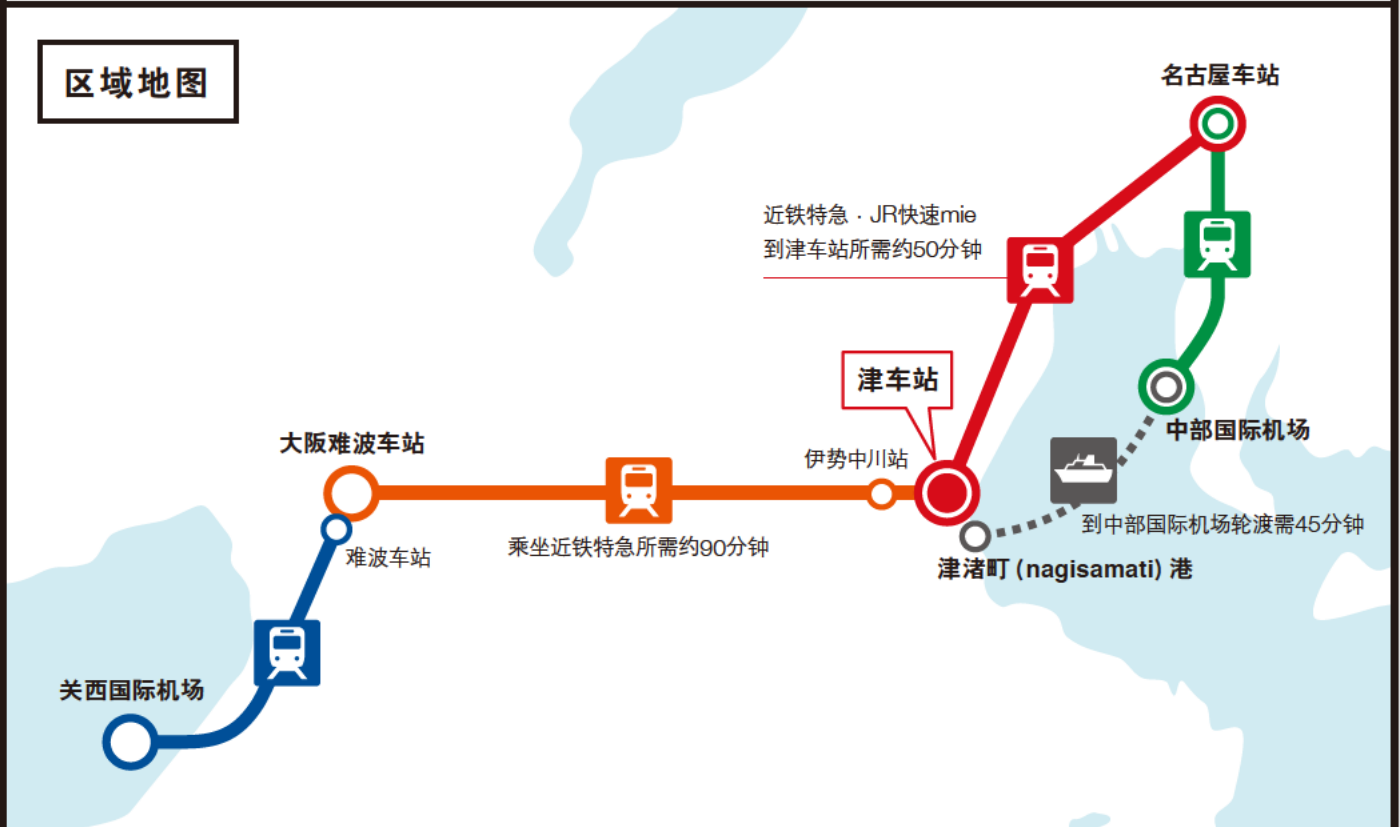 区域地图
名古屋车站
近铁特急・JR快速mie
到津车站所需约50分钟
津车站
中部国际机场
大阪难波车站
伊势中川站
到中部国际机场轮渡需45分钟
乘坐近铁特急所需约90分钟
难波车站
津渚町 (nagisamati) 港
关西国际机场